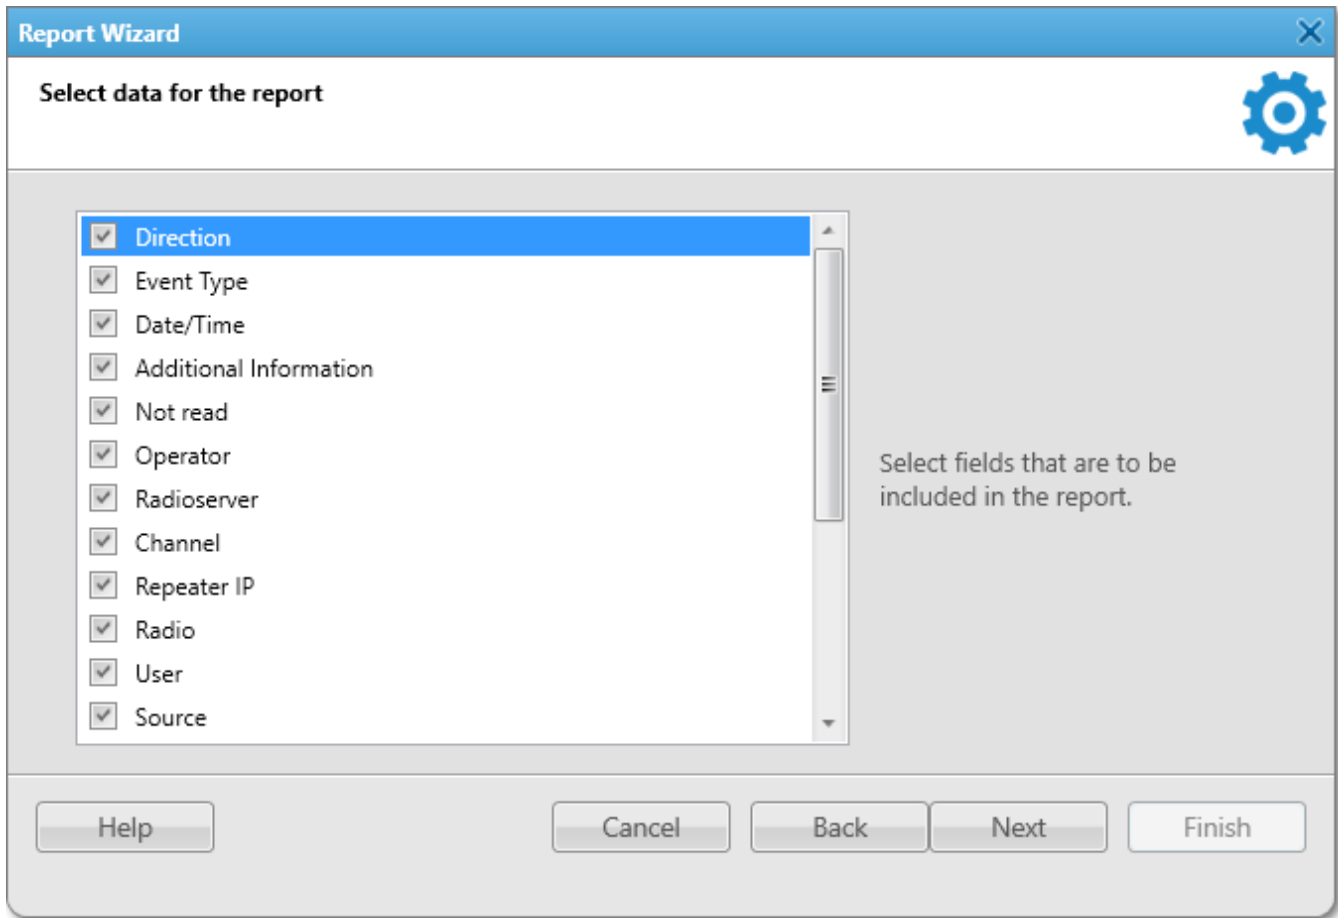 Report Wizard
Select data for the report
Direction
Event Type
Date/Time
Additional Information
Not read
Operator
Radioserver
Channel
Repeater IP
Radio
User
Source
Select fields that are to be
included in the report.
Help
Cancel
Back
Next
Finish